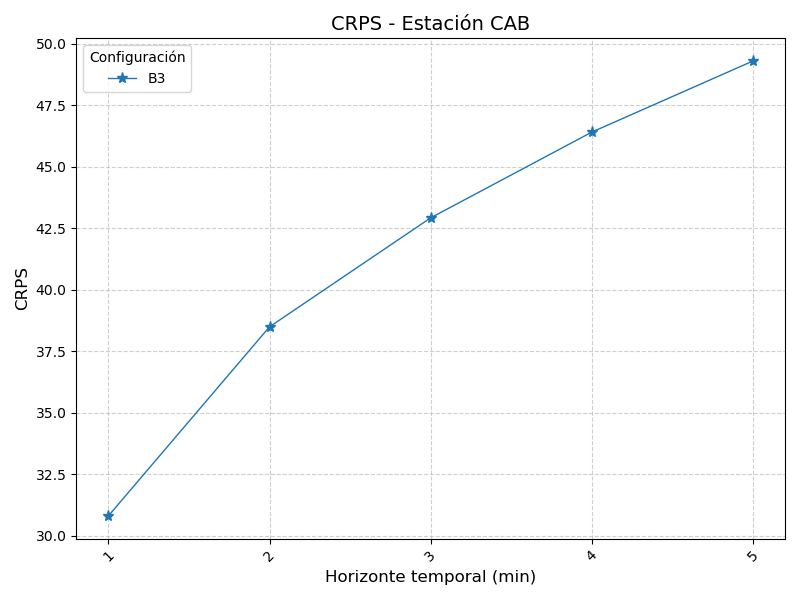 CRPS - Estación CAB
Configuración
B3
50.0
47.5
45.0
42.5
40.0
37.5
35.0
32.5
30.0
CRPS
1 2 3 4 5
Horizonte temporal (min)